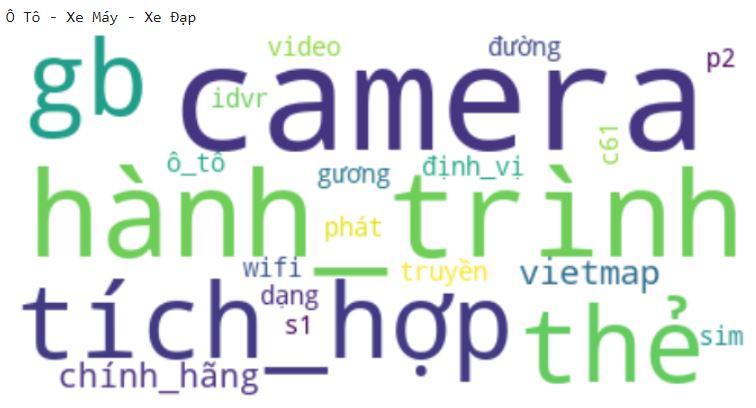 Ô Tô - Xe Máy - Xe Đạp
video đường
gb camera p2
idvr
c61
ô_tô gương định_vị
hành_trình
phát
wifi truyền vietmap
dạng
tích_hợp thẻ
s1 sim
chính_hãng